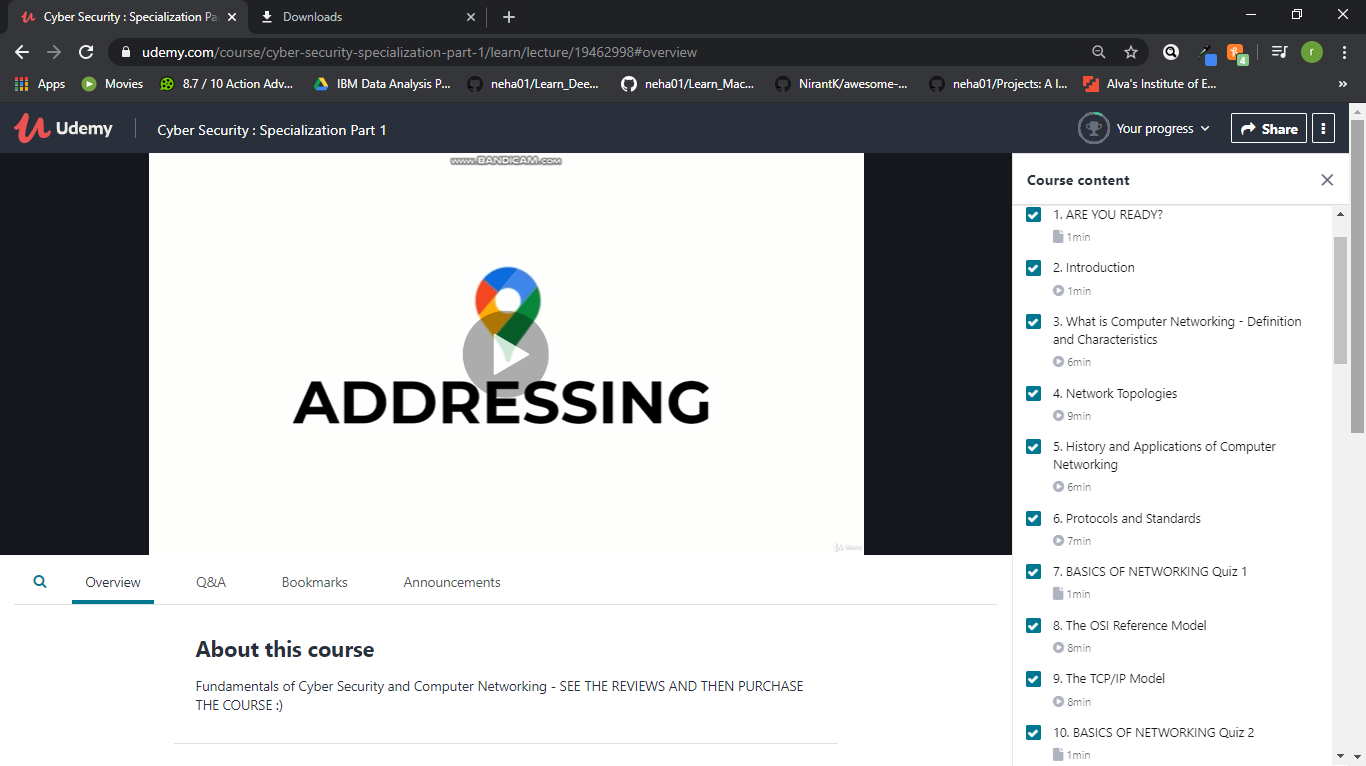 Cyber Security : Specialization Pa
Downloads
udemy.com/course/cyber-security-specialization-part-1/learn/lecture/19462998#overview
4
r
Apps
Movies
8.7 / 10 Action Adv...
IBM Data Analysis P...
neha01/Learn_Dee...
neha01/Learn_Mac...
NirantK/awesome-...
neha01/Projects: A l...
Alva's Institute of E...
»
Udemy
Cyber Security : Specialization Part 1
Your progress
Share
www.BANDICAM.com
ADDRESSING
Udemy
Course content
1. ARE YOU READY?
1min
2. Introduction
1min
3. What is Computer Networking - Definition
and Characteristics
6min
4. Network Topologies
9min
5. History and Applications of Computer
Networking
6min
6. Protocols and Standards
7min
7. BASICS OF NETWORKING Quiz 1
1min
8. The OSI Reference Model
8min
9. The TCP/IP Model
8min
10. BASICS OF NETWORKING Quiz 2
1min
Overview
Q&A
Bookmarks
Announcements
About this course
Fundamentals of Cyber Security and Computer Networking - SEE THE REVIEWS AND THEN PURCHASE
THE COURSE :)